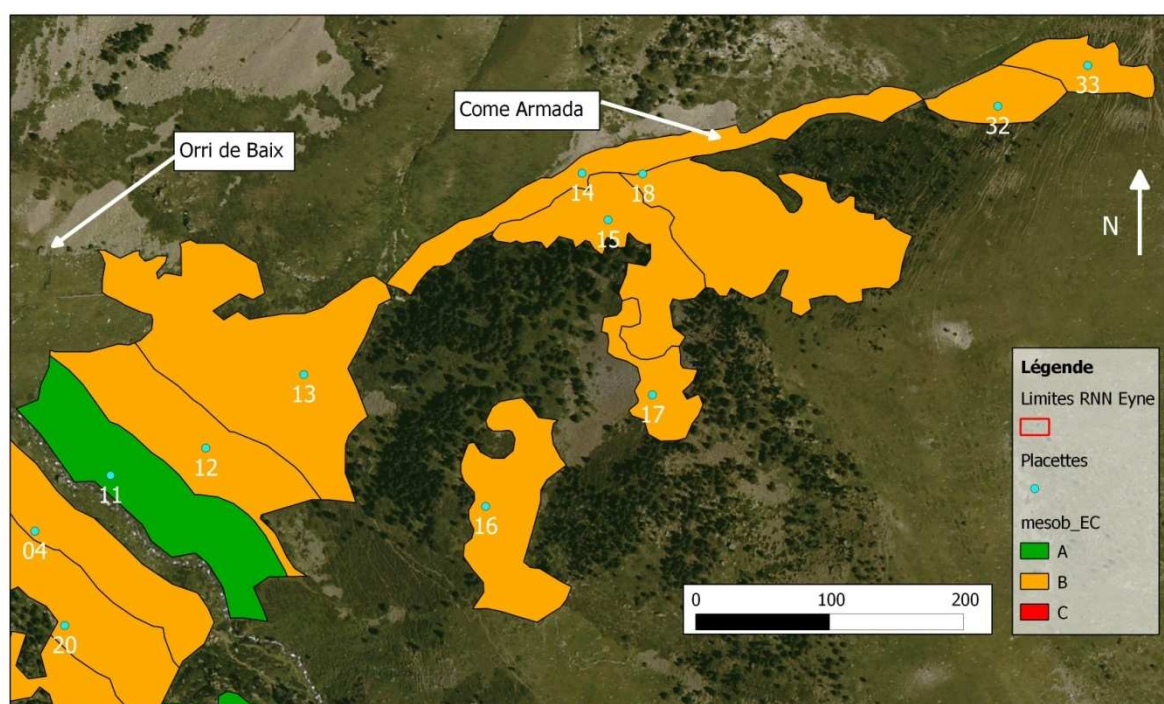 33
Come Armada
32
Orri de Baix
14
18
15
N
13
17
12
11
16
04
20
0 100 200
Légende
Limites RNN Eyne
Placettes
mesob_EC
A
B
C